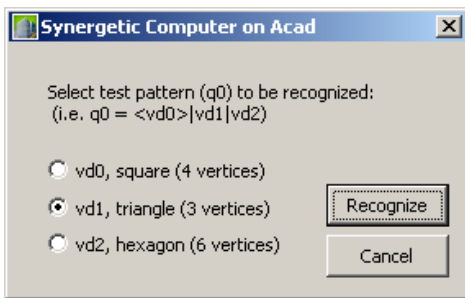 Synergetic Computer on Acad
Select test pattern (q0) to be recognized:
(i.e. q0 = <vd0>|vd1|vd2)
vd0, square (4 vertices)
vd1, triangle (3 vertices)
Recognize
vd2, hexagon (6 vertices)
Cancel